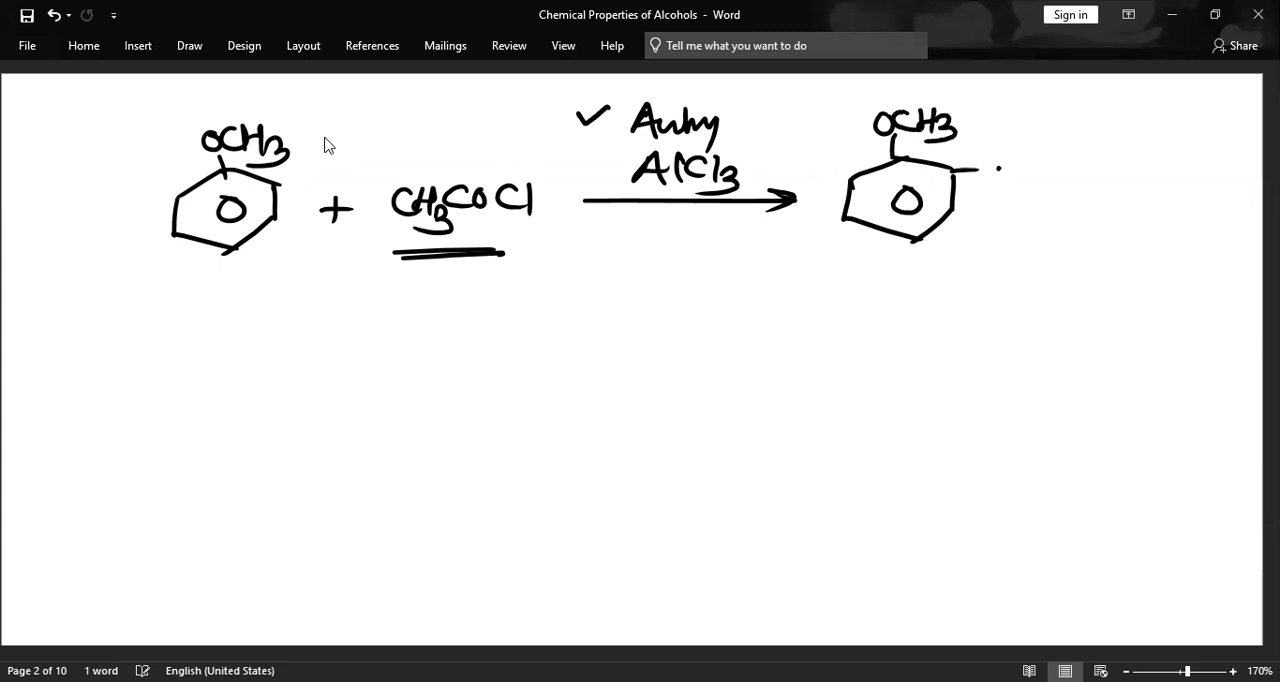 Chemical Properties of Alcohols - Word
Sign in
File Home Insert Draw Design Layout References Mailings Review View Help Tell me what you want to do Share
OCH3 + CH3COCl
Anhy
AlCl3
OCH3
Page 2 of 10 1 word English (United States) 170%